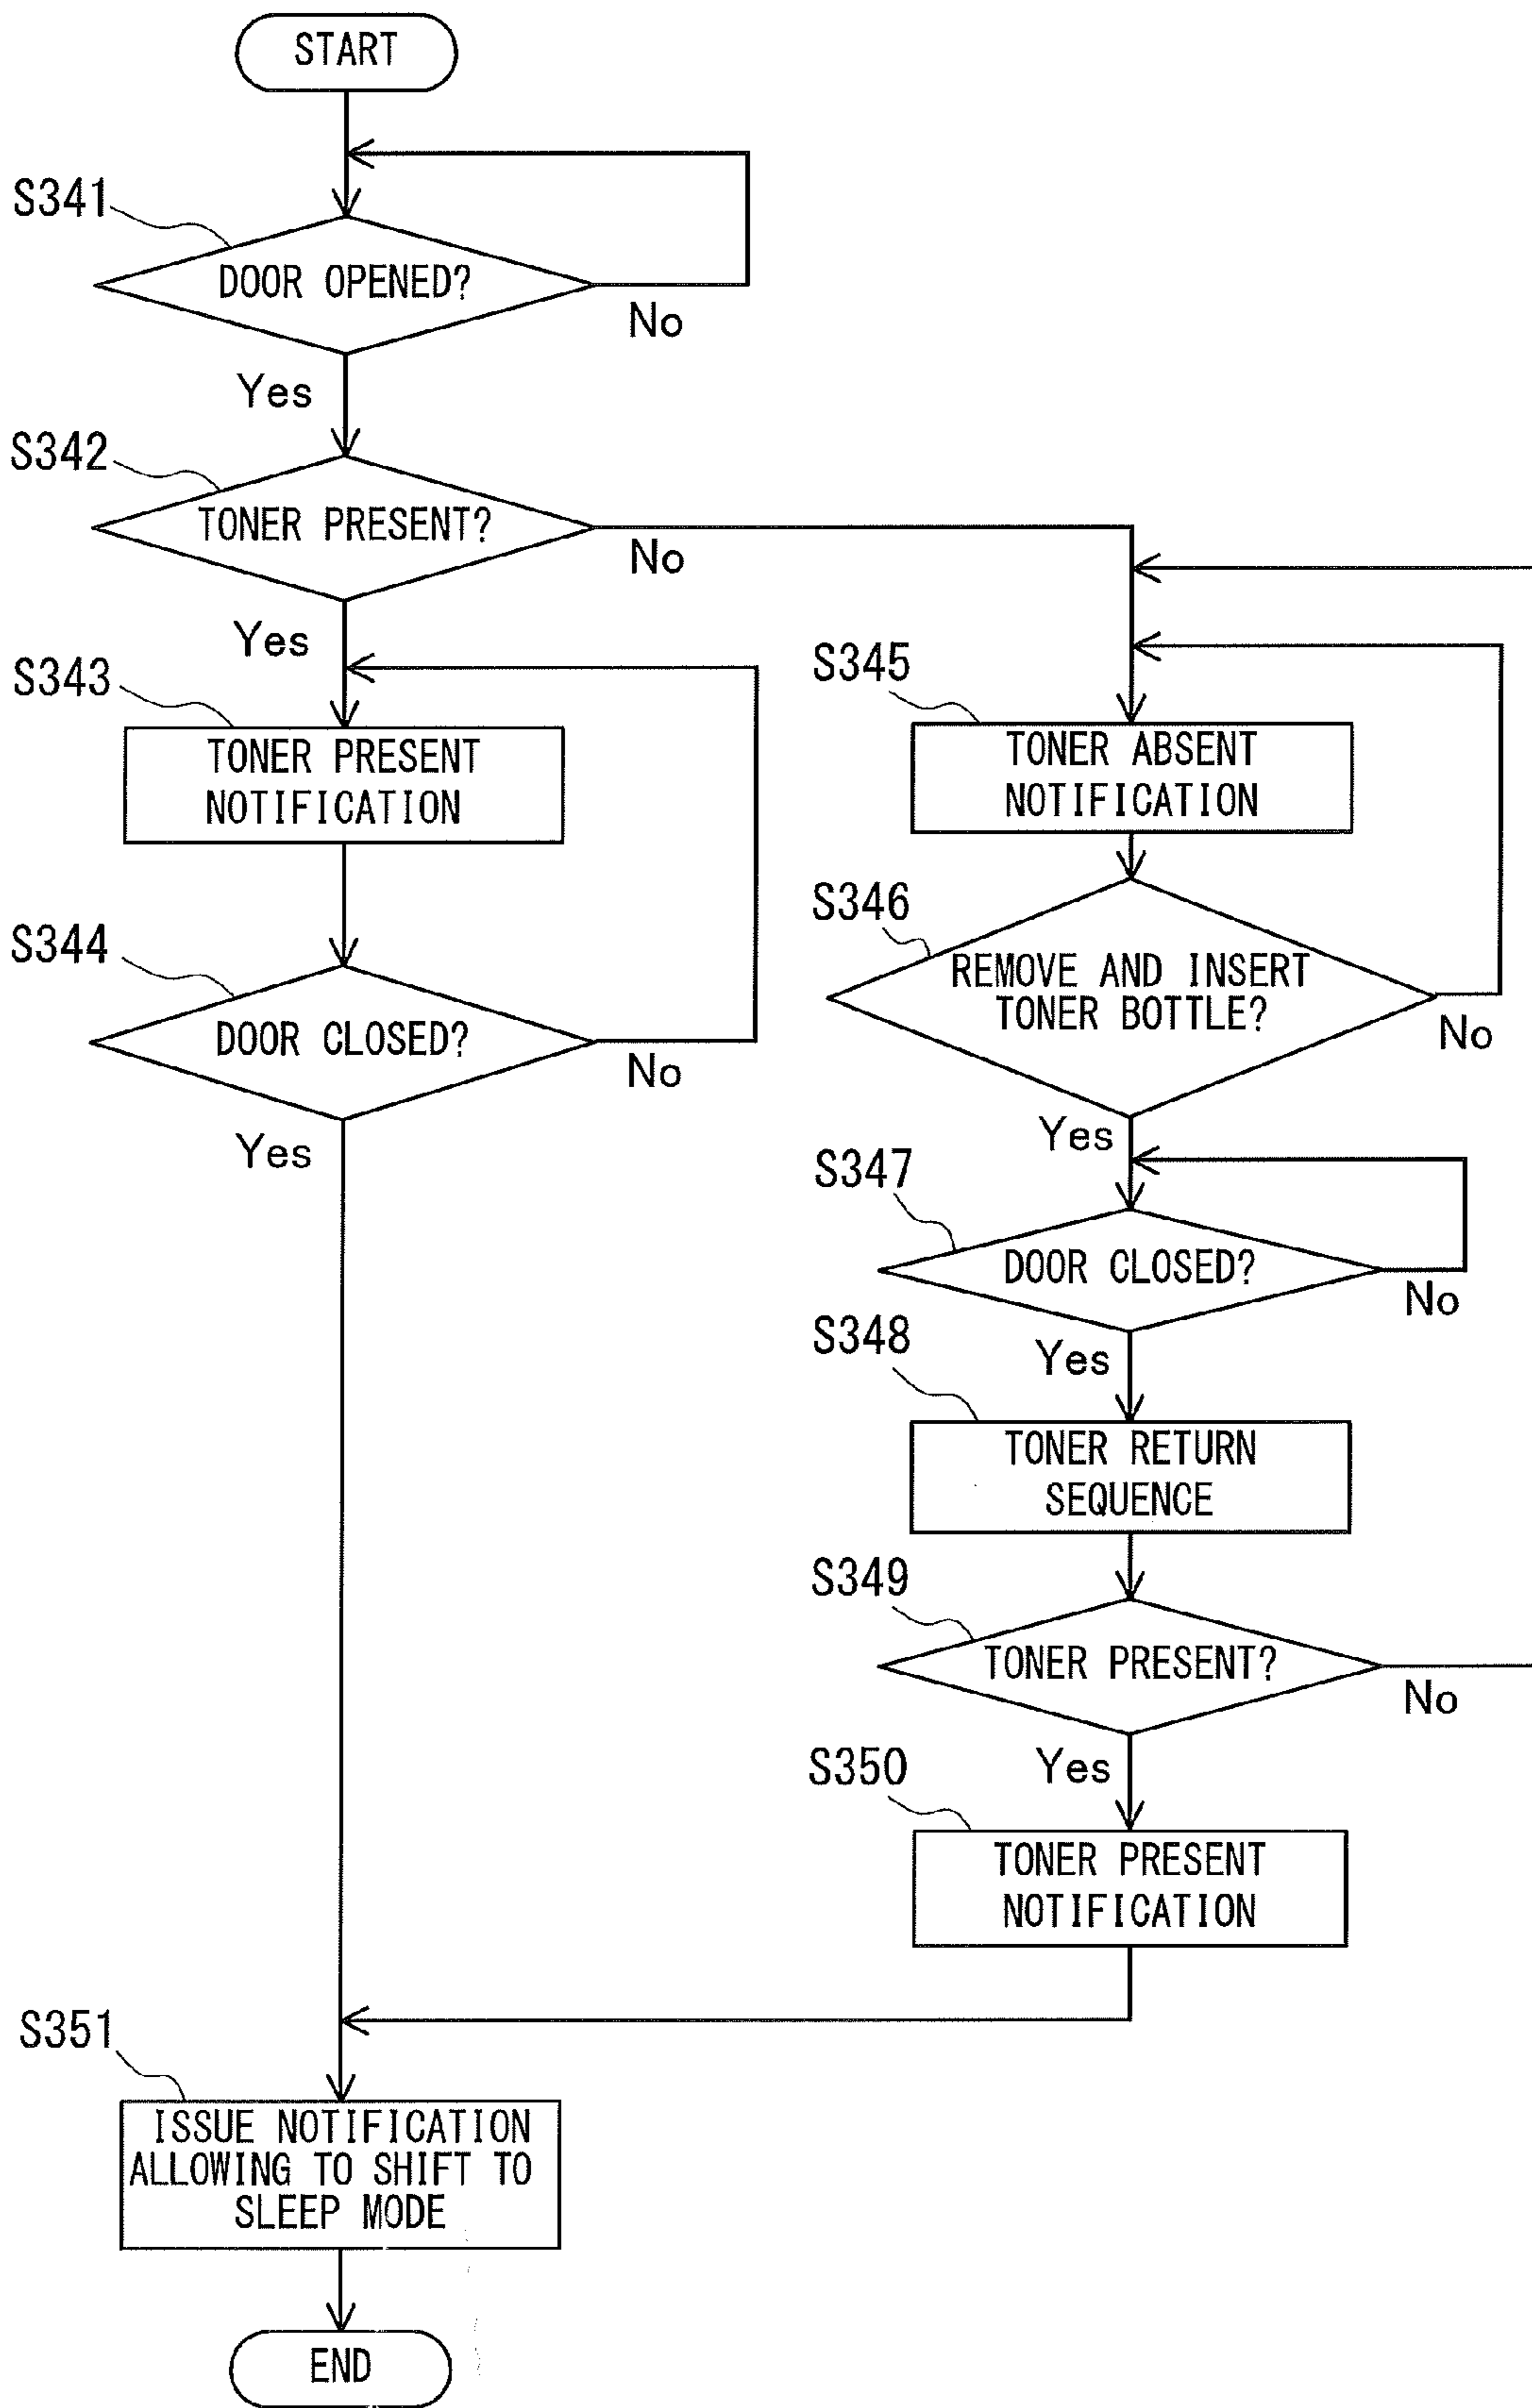 START
S341
DOOR OPENED?
No
Yes
S342
TONER PRESENT?
No
Yes
S343
TONER PRESENT
NOTIFICATION
S344
DOOR CLOSED?
No
Yes
S345
TONER ABSENT
NOTIFICATION
S346
REMOVE AND INSERT
TONER BOTTLE?
No
Yes
S347
DOOR CLOSED?
No
Yes
S348
TONER RETURN
SEQUENCE
S349
TONER PRESENT?
No
Yes
S350
TONER PRESENT
NOTIFICATION
S351
ISSUE NOTIFICATION
ALLOWING TO SHIFT TO
SLEEP MODE
END